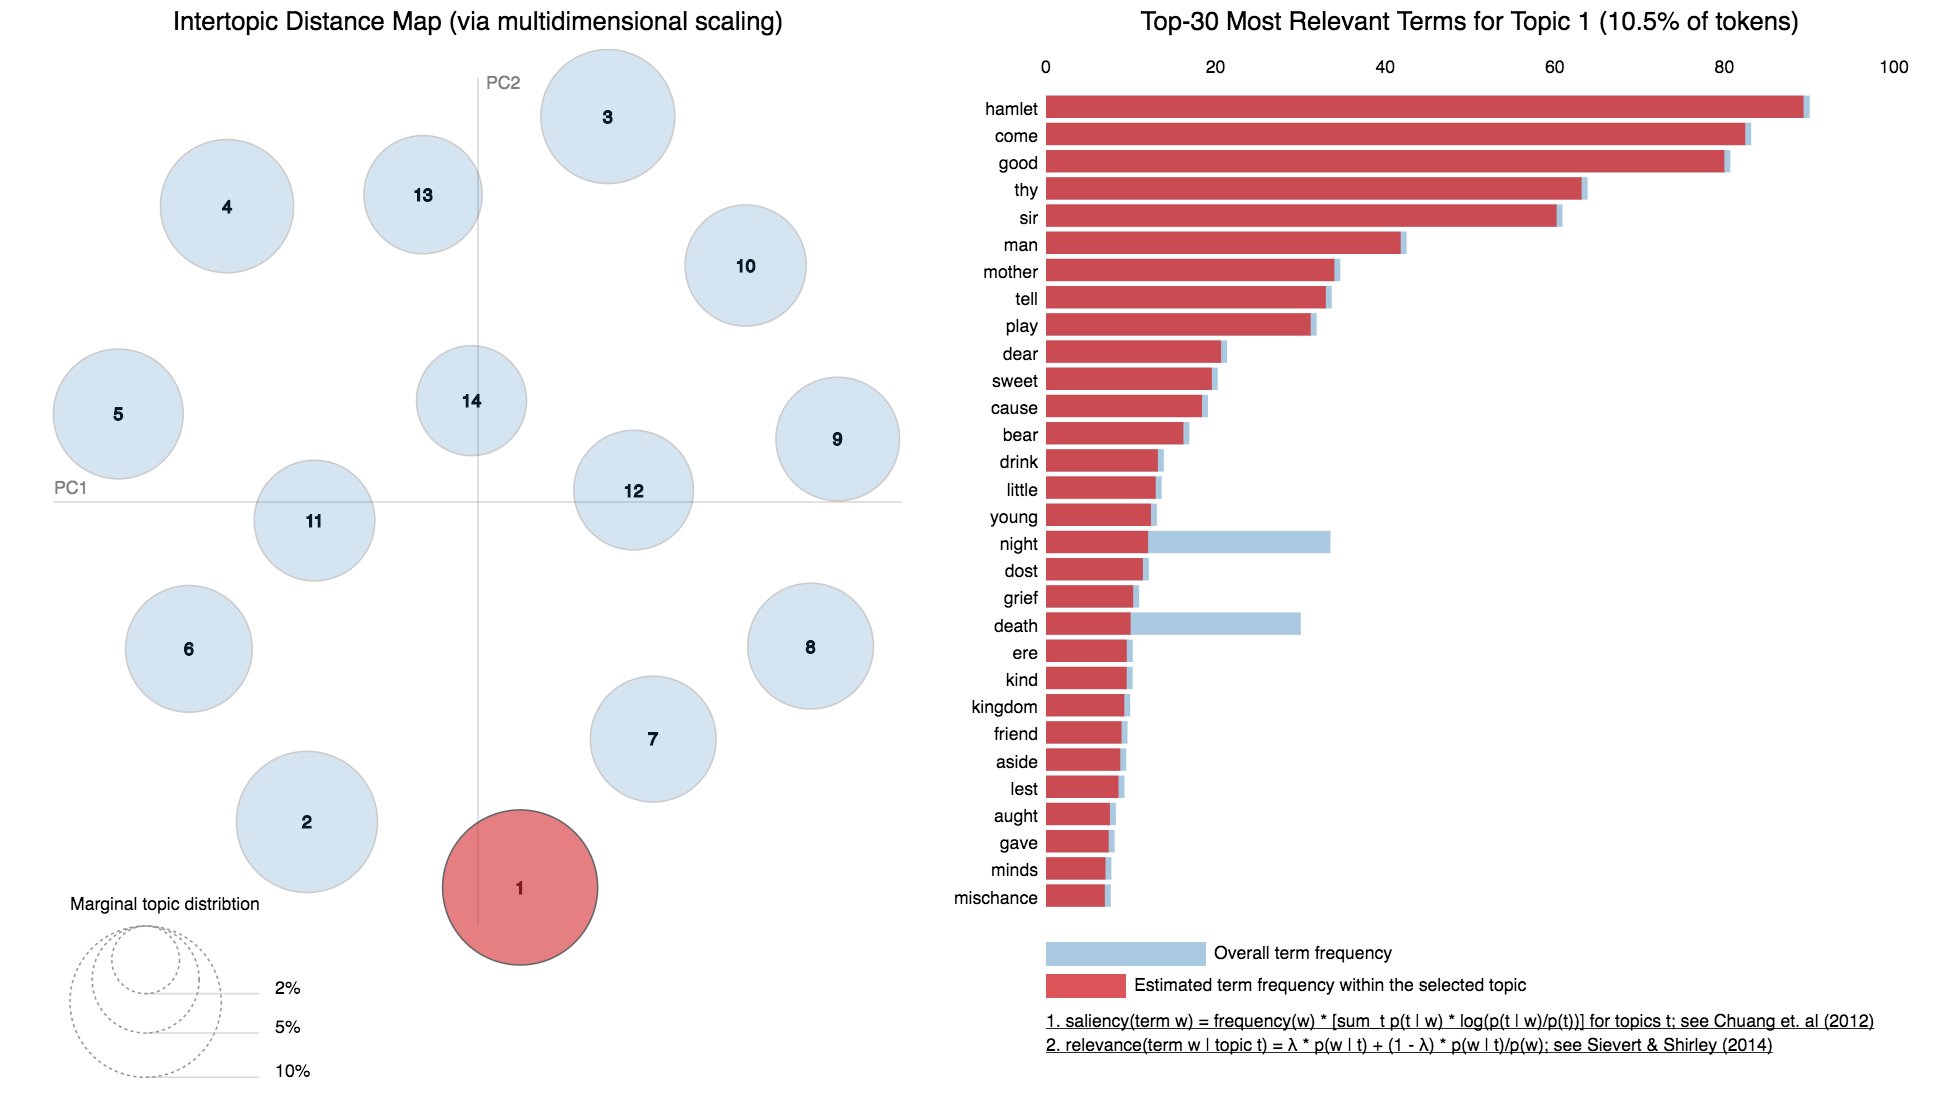 Intertopic Distance Map (via multidimensional scaling)
PC2
3
4
13
10
5
14
9
PC1
12
11
6
8
7
2
1
Marginal topic distribtion
2%
5%
10%
Top-30 Most Relevant Terms for Topic 1 (10.5% of tokens)
0 20 40 60 80 100
hamlet
come
good
thy
sir
man
mother
tell
play
dear
sweet
cause
bear
drink
little
young
night
dost
grief
death
ere
kind
kingdom
friend
aside
lest
aught
gave
minds
mischance
Overall term frequency
Estimated term frequency within the selected topic
1. saliency(term w) = frequency(w) * [sum_t p(t | w) * log(p(t | w)/p(t))] for topics t; see Chuang et. al (2012)
2. relevance(term w | topic t) = λ * p(w | t) + (1 - λ) * p(w | t)/p(w); see Sievert & Shirley (2014)